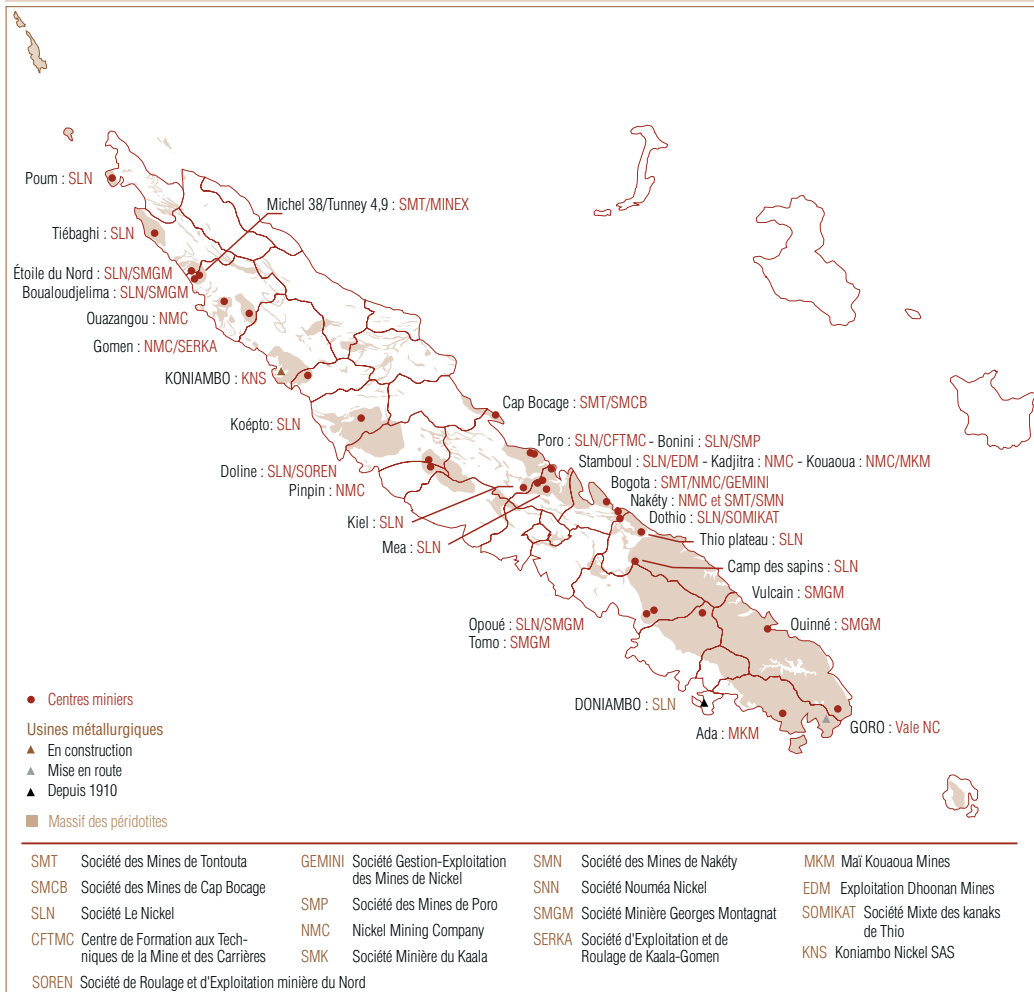 Poum : SLN
Michel 38/Tunney 4,9 : SMT/MINEX
Tiébaghi : SLN
Étoile du Nord : SLN/SMGM
Boualoudjelima : SLN/SMGM
Ouazangou : NMC
Gomen : NMC/SERKA
KONIAMBO : KNS
Cap Bocage : SMT/SMCB
Koépto: SLN
Poro : SLN/CFTMC - Bonini : SLN/SMP
Stamboul : SLN/EDM - Kadjitra : NMC - Kouaoua : NMC/MKM
Doline : SLN/SOREN
Bogota : SMT/NMC/GEMINI
Pinpin : NMC
Nakéty : NMC et SMT/SMN
Dothio : SLN/SOMIKAT
Kiel : SLN
Thio plateau : SLN
Mea : SLN
Camp des sapins : SLN
Vulcain : SMGM
Opoué : SLN/SMGM
Ouinné : SMGM
Tomo : SMGM
DONIAMBO : SLN
GORO : Vale NC
Ada : MKM
Centres miniers
Usines métallurgiques
En construction
Mise en route
Depuis 1910
Massif des péridotites
SMT Société des Mines de Tontouta
SMCB Société des Mines de Cap Bocage
SLN Société Le Nickel
CFTMC Centre de Formation aux Tech-
niques de la Mine et des Carrières
SOREN Société de Roulage et d'Exploitation minière du Nord
GEMINI Société Gestion-Exploitation
des Mines de Nickel
SMP Société des Mines de Poro
NMC Nickel Mining Company
SMK Société Minière du Kaala
SMN Société des Mines de Nakéty
SNN Société Nouméa Nickel
SMGM Société Minière Georges Montagnat
SERKA Société d'Exploitation et de
Roulage de Kaala-Gomen
MKM Maï Kouaoua Mines
EDM Exploitation Dhoonan Mines
SOMIKAT Société Mixte des kanaks
de Thio
KNS Koniambo Nickel SAS